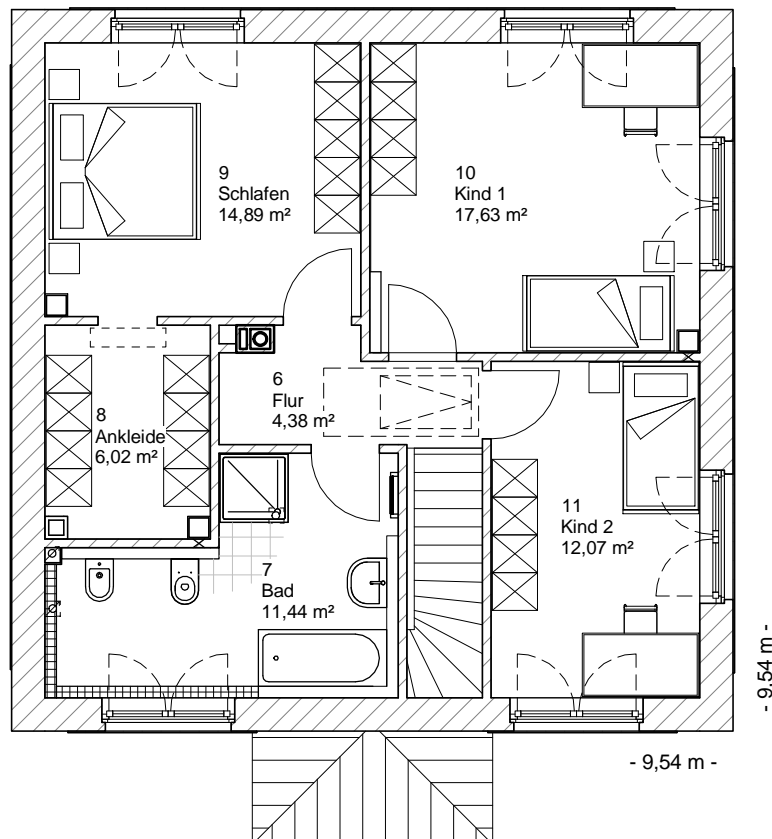 9
Schlafen
14,89 m²
10
Kind 1
17,63 m²
6
Flur
4,38 m²
8
Ankleide
6,02 m²
11
Kind 2
12,07 m²
7
Bad
11,44 m²
- 9,54 m -
- 9,54 m -